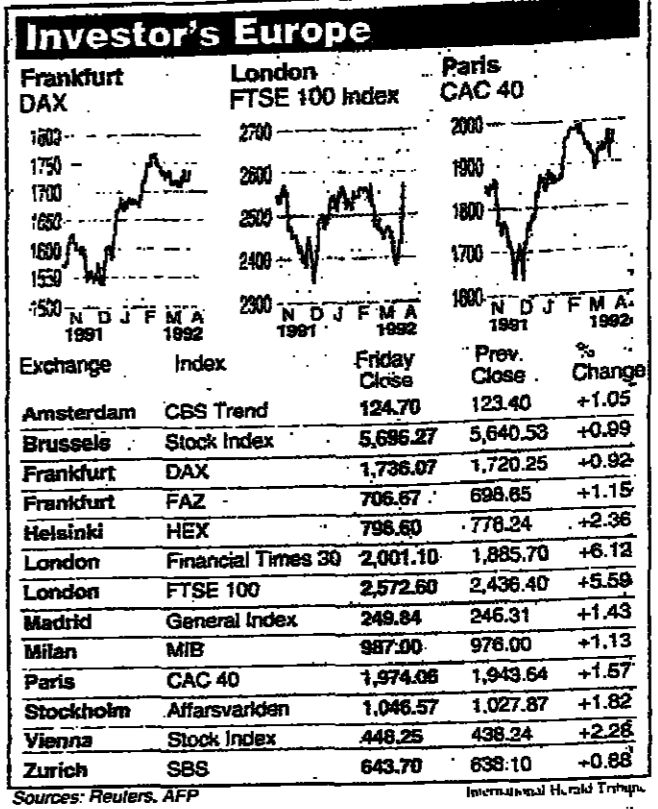 Investor's Europe
Frankfurt
DAX
London
FTSE 100 Index
Paris
CAC 40
1800
1750
1700
1650
1600
1550
1500
N D J F M A
1991 1992
2700
2600
2500
2400
2300
N D J F M A
1991 1992
2000
1900
1800
1700
1600
N D J F M A
1991 1992
Exchange Index Friday Close Prev. Close % Change
Amsterdam CBS Trend 124.70 123.40 +1.05
Brussels Stock Index 5,696.27 5,640.53 +0.99
Frankfurt DAX 1,736.07 1,720.25 +0.92
Frankfurt FAZ 706.67 698.65 +1.15
Helsinki HEX 796.60 778.24 +2.36
London Financial Times 30 2,001.10 1,885.70 +6.12
London FTSE 100 2,572.60 2,436.40 +5.59
Madrid General Index 249.84 246.31 +1.43
Milan MIB 987.00 976.00 +1.13
Paris CAC 40 1,974.06 1,943.64 +1.57
Stockholm Affarsvarlden 1,046.57 1,027.87 +1.82
Vienna Stock Index 448.25 438.24 +2.28
Zurich SBS 643.70 638.10 +0.88
Sources: Reuters, AFP
International Herald Tribune